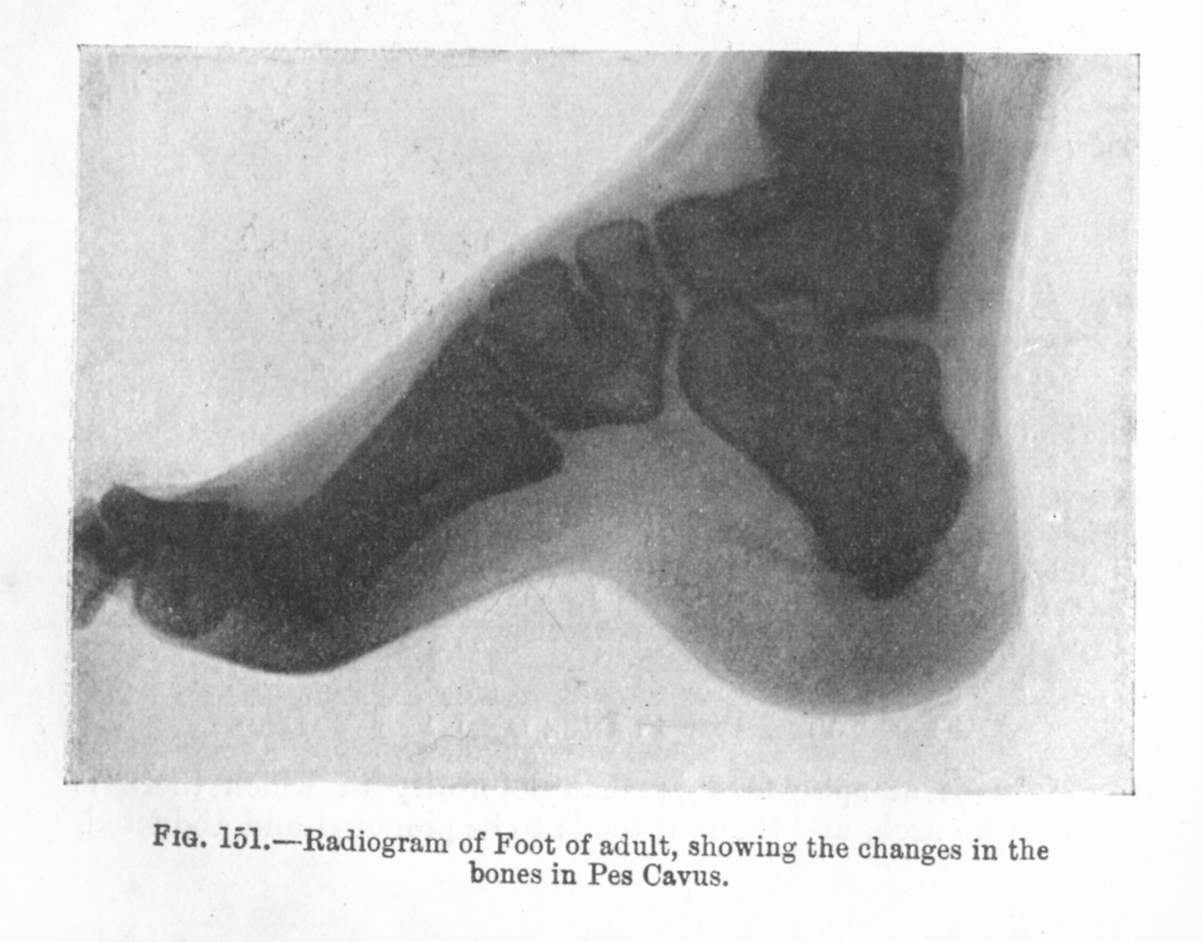 Fig. 151.—Radiogram of Foot of adult, showing the changes in the
bones in Pes Cavus.